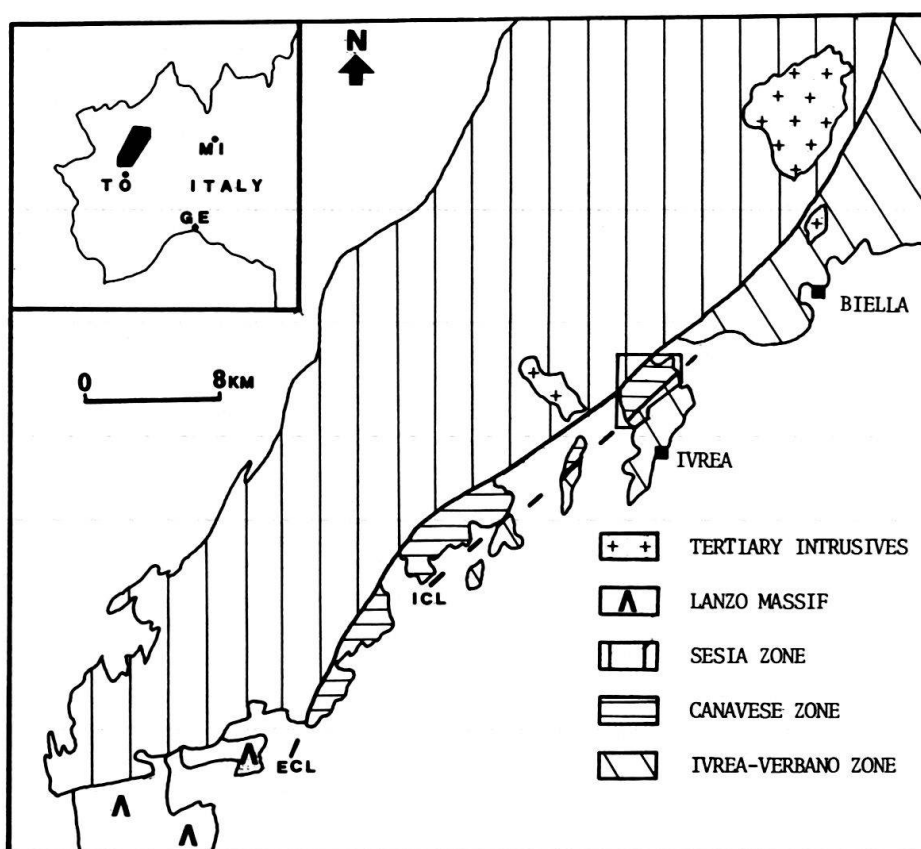 N
MI
TO
ITALY
GE
0 8KM
BIELLA
IVREA
ICL
ECL
TERTIARY INTRUSIVES
LANZO MASSIF
SESIA ZONE
CANAVESE ZONE
IVREA-VERBANO ZONE